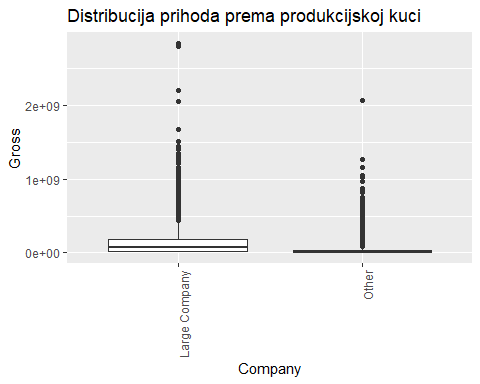 Distribucija prihoda prema produkcijskoj kuci
Gross
2e+09
1e+09
0e+00
Large Company
Other
Company